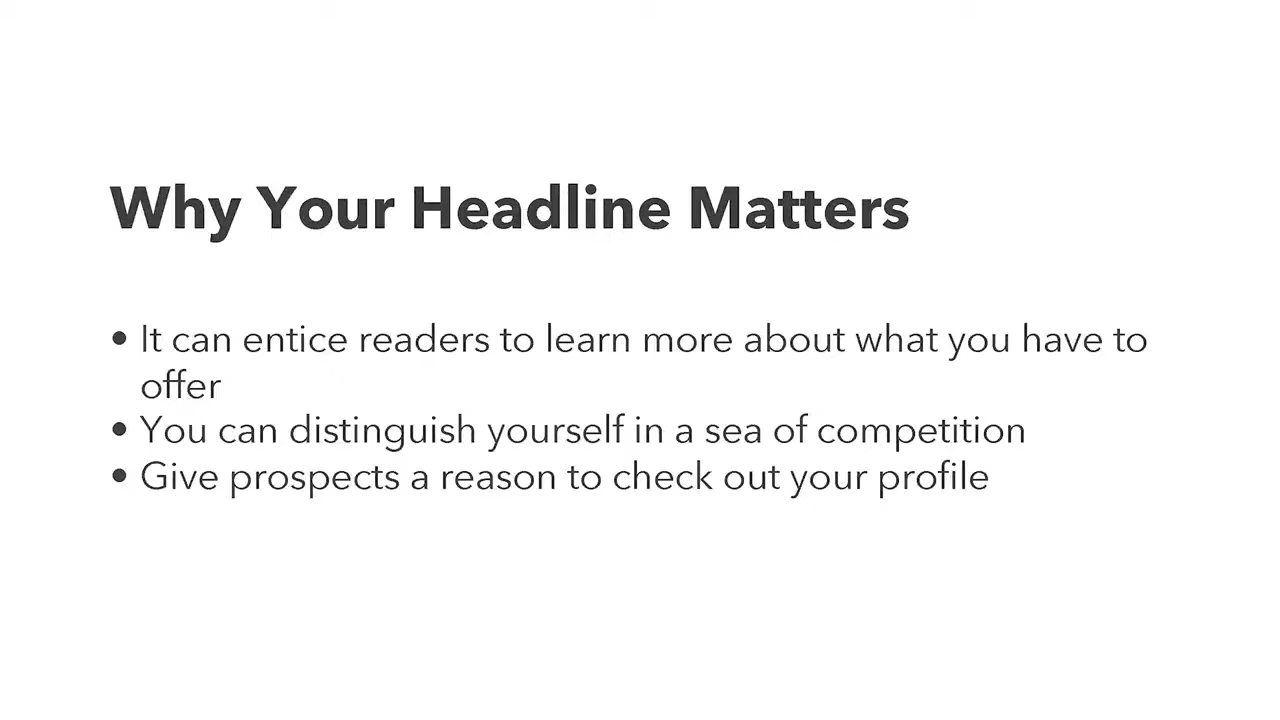 Why Your Headline Matters
• It can entice readers to learn more about what you have to
offer
• You can distinguish yourself in a sea of competition
• Give prospects a reason to check out your profile